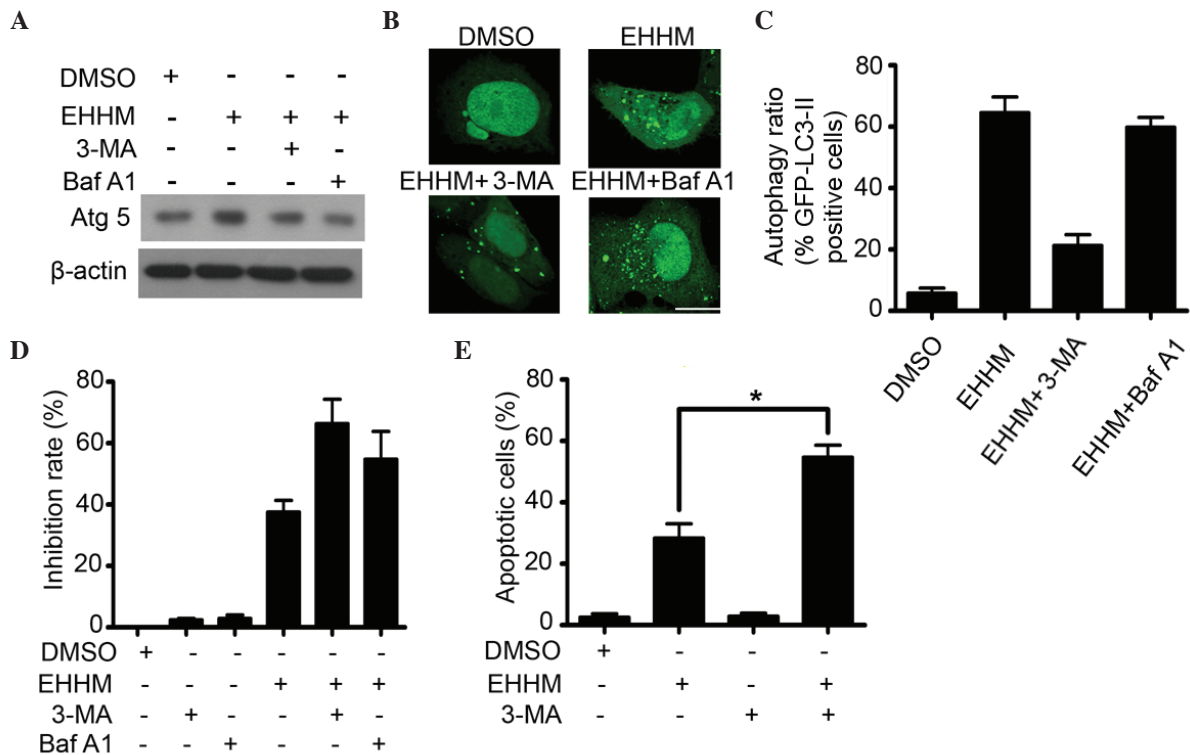 A
DMSO + - - -
EHHM - + + +
3-MA - - + -
Baf A1 - - - +
Atg 5
β-actin
B
DMSO EHHM
EHHM+3-MA EHHM+Baf A1
C
Autophagy ratio
(% GFP-LC3-II
positive cells)
80
60
40
20
0
DMSO
EHHM
EHHM+3-MA
EHHM+Baf A1
D
Inhibition rate (%)
80
60
40
20
0
DMSO + - - - - -
EHHM - - - + + +
3-MA - + - - + -
Baf A1 - - + - - +
E
Apoptotic cells (%)
80
60
40
20
0
*
DMSO + - - -
EHHM - + - +
3-MA - - + +